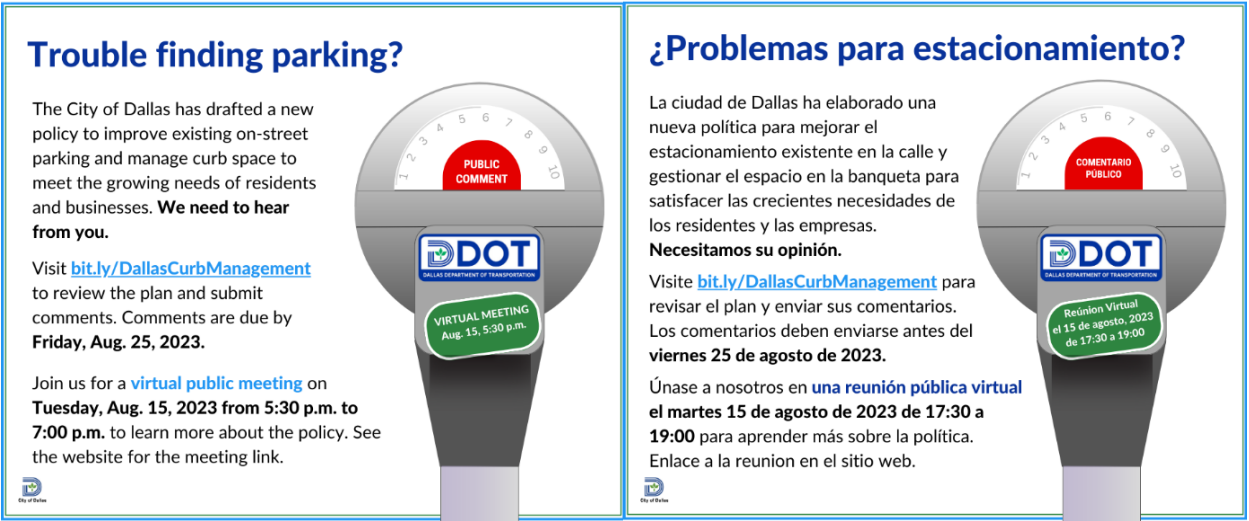 Trouble finding parking?
The City of Dallas has drafted a new
policy to improve existing on-street
parking and manage curb space to
meet the growing needs of residents
and businesses. We need to hear
from you.
Visit bit.ly/DallasCurbManagement
to review the plan and submit
comments. Comments are due by
Friday, Aug. 25, 2023.
Join us for a virtual public meeting on
Tuesday, Aug. 15, 2023 from 5:30 p.m. to
7:00 p.m. to learn more about the policy. See
the website for the meeting link.
City of Dallas
1 2 3 4 5 6 7 8 9 10
PUBLIC
COMMENT
DDOT
DALLAS DEPARTMENT OF TRANSPORTATION
VIRTUAL MEETING
Aug. 15, 5:30 p.m.
¿Problemas para estacionamiento?
La ciudad de Dallas ha elaborado una
nueva política para mejorar el
estacionamiento existente en la calle y
gestionar el espacio en la banqueta para
satisfacer las crecientes necesidades de
los residentes y las empresas.
Necesitamos su opinión.
Visite bit.ly/DallasCurbManagement para
revisar el plan y enviar sus comentarios.
Los comentarios deben enviarse antes del
viernes 25 de agosto de 2023.
Únase a nosotros en una reunión pública virtual
el martes 15 de agosto de 2023 de 17:30 a
19:00 para aprender más sobre la política.
Enlace a la reunion en el sitio web.
City of Dallas
1 2 3 4 5 6 7 8 9 10
COMENTARIO
PÚBLICO
DDOT
DALLAS DEPARTMENT OF TRANSPORTATION
Reúnion Virtual
el 15 de agosto, 2023
de 17:30 a 19:00